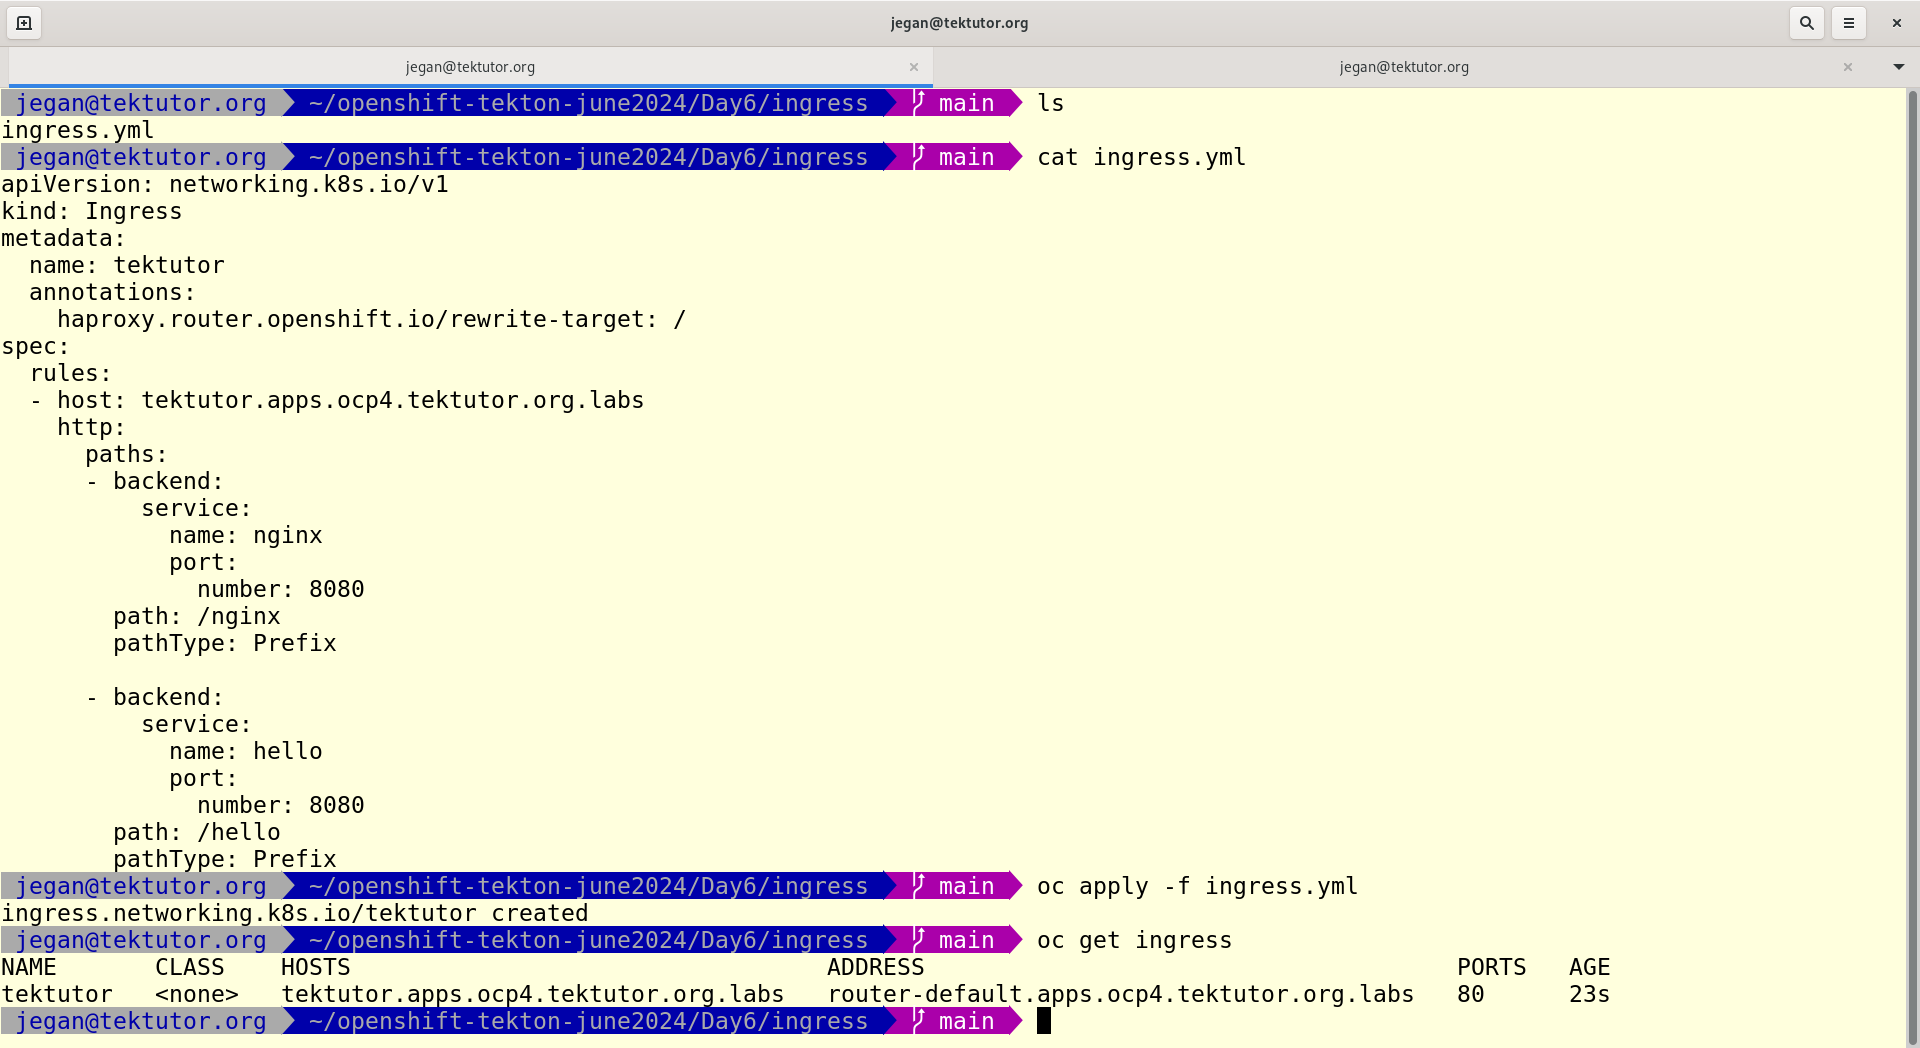 jegan@tektutor.org
jegan@tektutor.org jegan@tektutor.org
jegan@tektutor.org ~/openshift-tekton-june2024/Day6/ingress main ls
ingress.yml
jegan@tektutor.org ~/openshift-tekton-june2024/Day6/ingress main cat ingress.yml
apiVersion: networking.k8s.io/v1
kind: Ingress
metadata:
  name: tektutor
  annotations:
    haproxy.router.openshift.io/rewrite-target: /
spec:
  rules:
  - host: tektutor.apps.ocp4.tektutor.org.labs
    http:
      paths:
      - backend:
          service:
            name: nginx
            port:
              number: 8080
        path: /nginx
        pathType: Prefix

      - backend:
          service:
            name: hello
            port:
              number: 8080
        path: /hello
        pathType: Prefix
jegan@tektutor.org ~/openshift-tekton-june2024/Day6/ingress main oc apply -f ingress.yml
ingress.networking.k8s.io/tektutor created
jegan@tektutor.org ~/openshift-tekton-june2024/Day6/ingress main oc get ingress
NAME       CLASS    HOSTS                                  ADDRESS                                      PORTS   AGE
tektutor   <none>   tektutor.apps.ocp4.tektutor.org.labs   router-default.apps.ocp4.tektutor.org.labs   80      23s
jegan@tektutor.org ~/openshift-tekton-june2024/Day6/ingress main